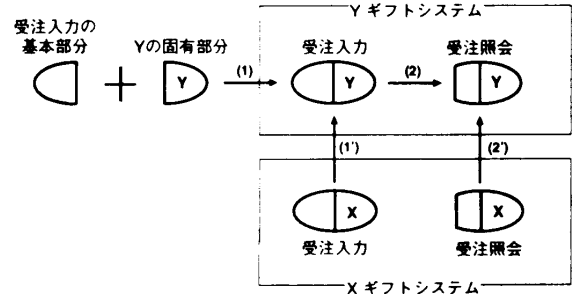 Y ギフトシステム
受注入力の
基本部分
Yの固有部分
受注入力
受注照会
Y
(1)
Y
(2)
Y
(1')
(2')
X
X
受注入力
受注照会
X ギフトシステム